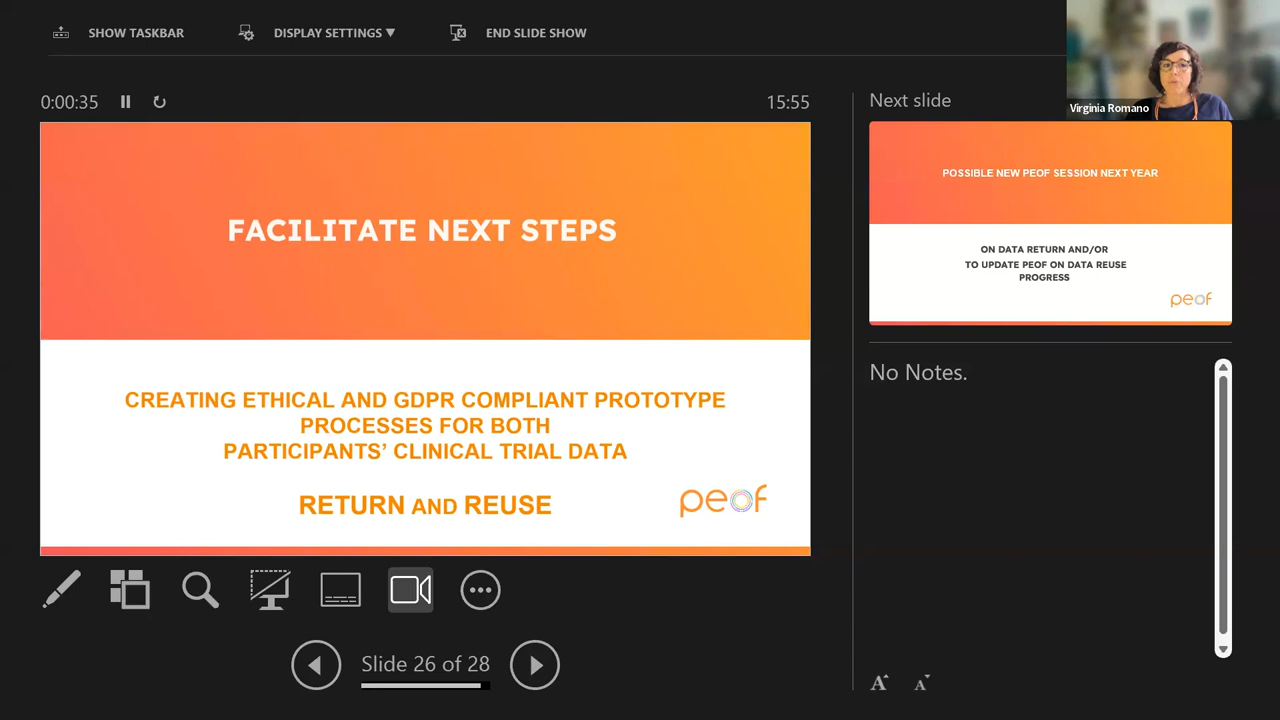 SHOW TASKBAR
DISPLAY SETTINGS ▼
END SLIDE SHOW
Virginia Romano
0:00:35
15:55
FACILITATE NEXT STEPS
CREATING ETHICAL AND GDPR COMPLIANT PROTOTYPE
PROCESSES FOR BOTH
PARTICIPANTS’ CLINICAL TRIAL DATA
RETURN AND REUSE
peof
Slide 26 of 28
Next slide
POSSIBLE NEW PEOF SESSION NEXT YEAR
ON DATA RETURN AND/OR
TO UPDATE PEOF ON DATA REUSE
PROGRESS
peof
No Notes.
A A